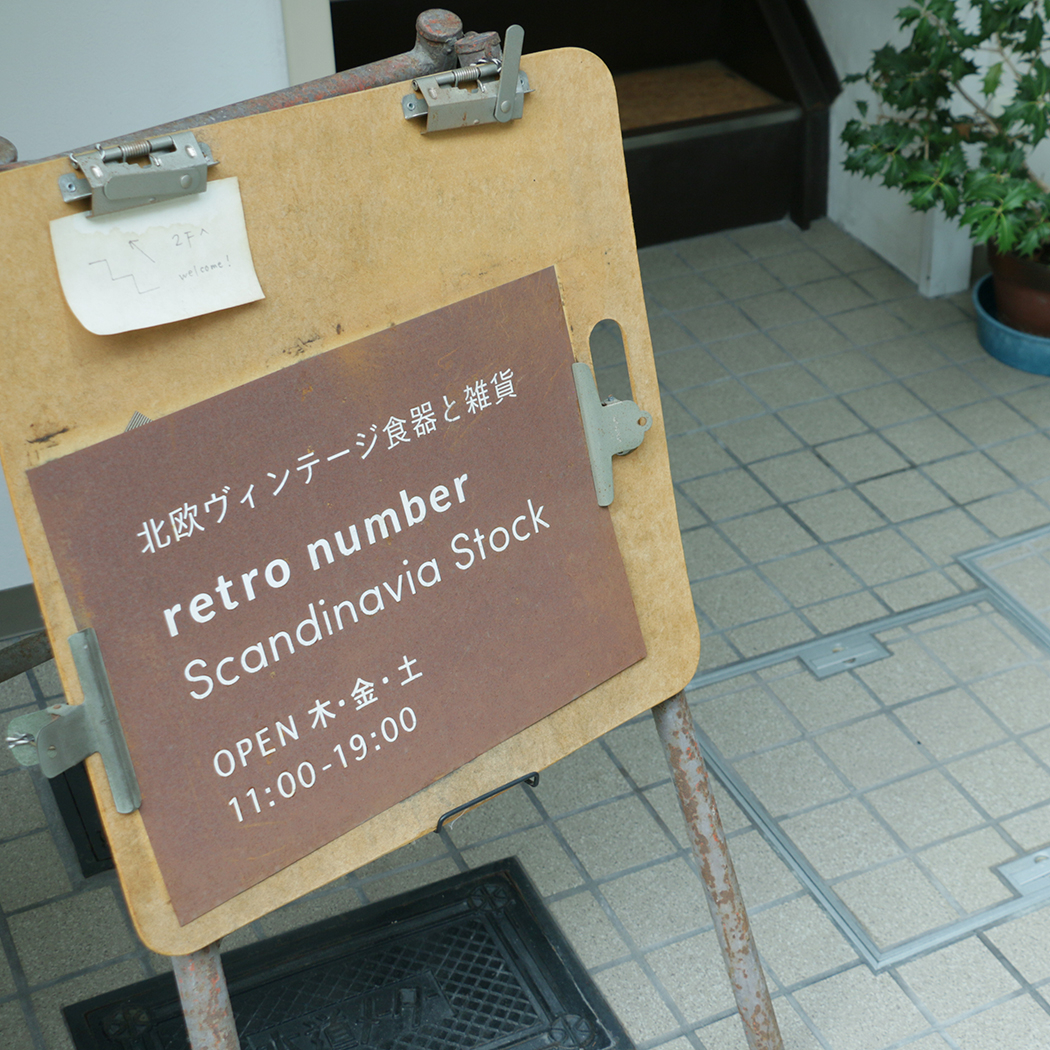 2F へ
welcome!
北欧ヴィンテージ食器と雑貨
retro number
Scandinavia Stock
OPEN 木・金・土
11:00-19:00